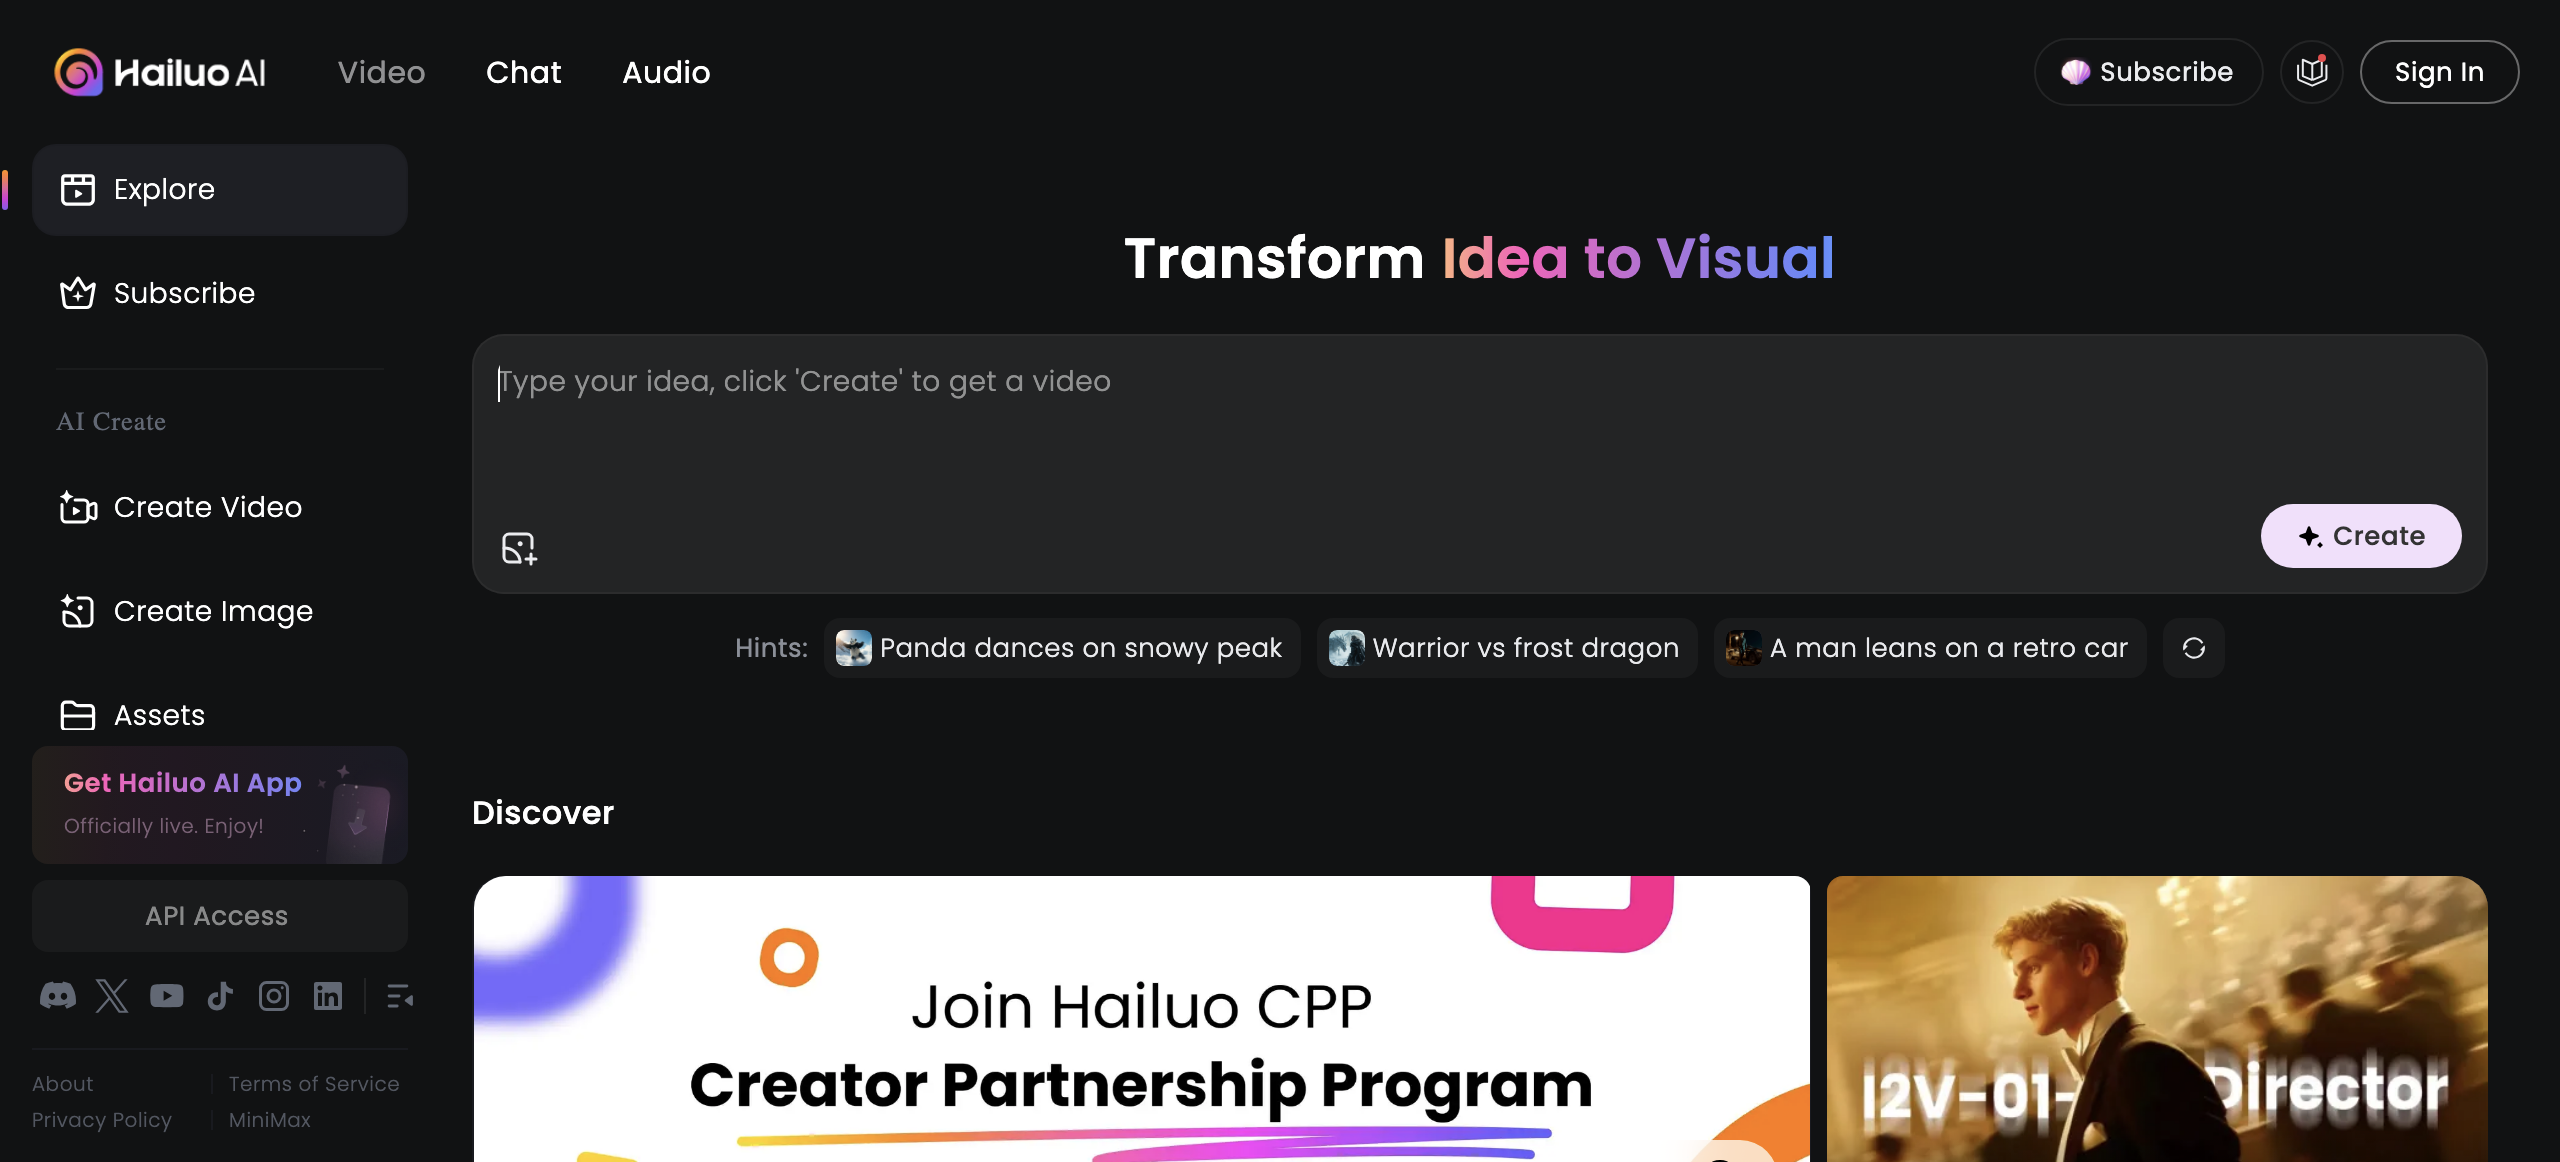 Hailuo AI
Video
Chat
Audio
Subscribe
Sign In
Explore
Subscribe
AI Create
Create Video
Create Image
Assets
Get Hailuo AI App
Officially live. Enjoy!
API Access
About
Terms of Service
Privacy Policy
MiniMax
Transform Idea to Visual
Type your idea, click 'Create' to get a video
Create
Hints:
Panda dances on snowy peak
Warrior vs frost dragon
A man leans on a retro car
Discover
Join Hailuo CPP
Creator Partnership Program
I2V-01-Director